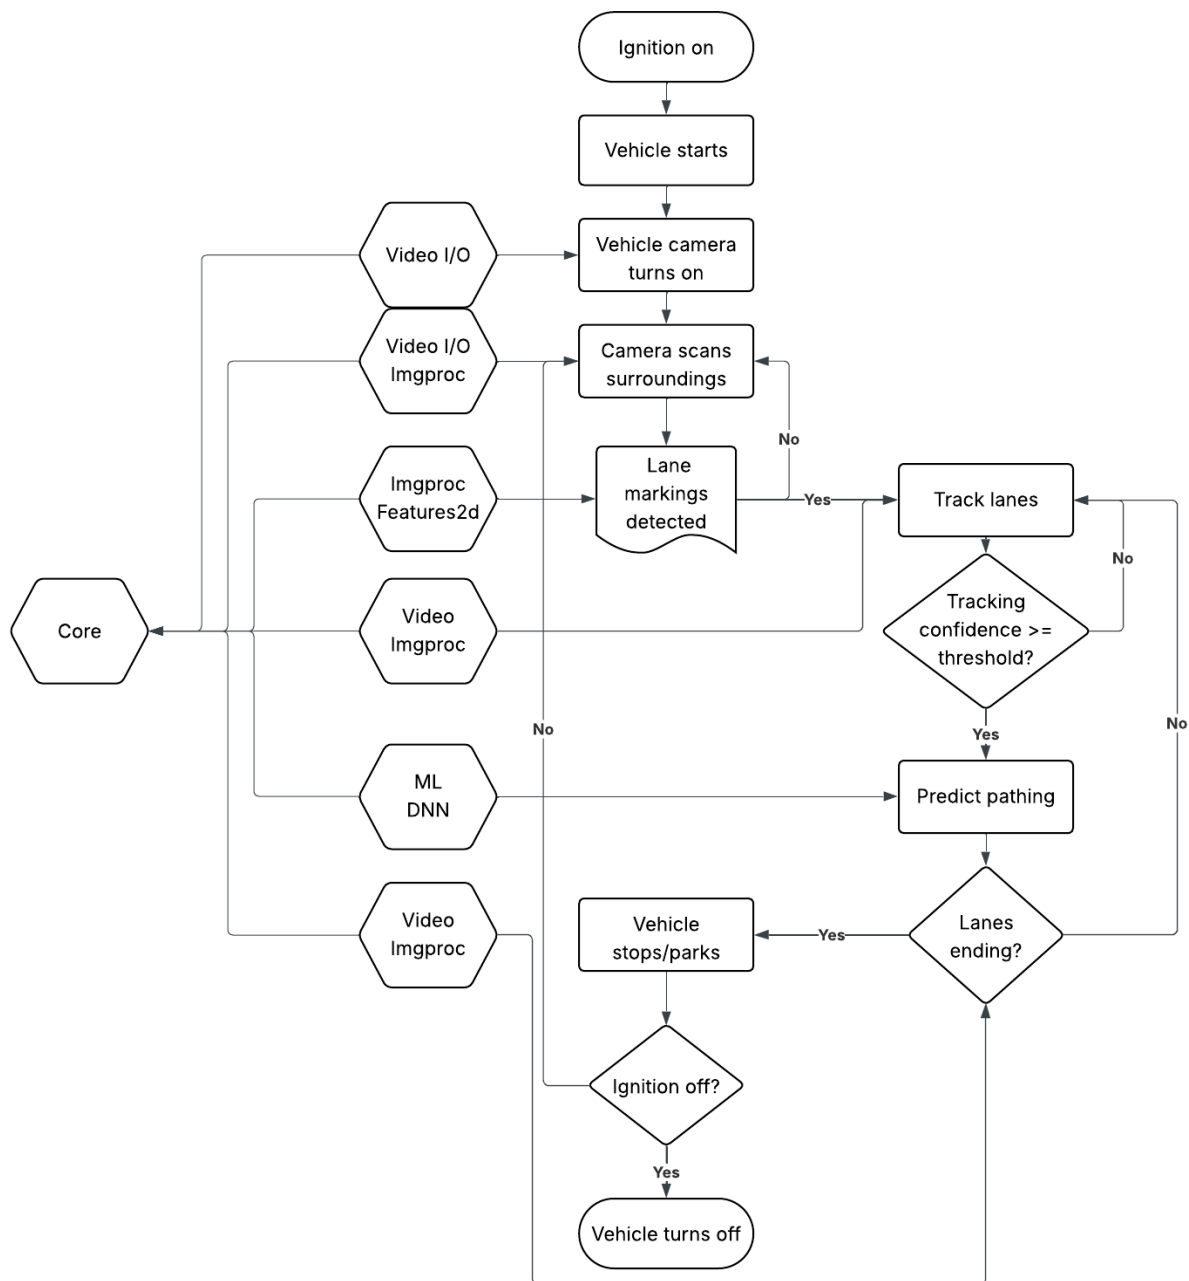 Ignition on
Vehicle starts
Video I/O
Vehicle camera
turns on
Video I/O
Imgproc
Camera scans
surroundings
No
Imgproc
Features2d
Lane
markings
detected
Yes
Track lanes
No
Core
Video
Imgproc
Tracking
confidence >=
threshold?
No
No
Yes
ML
DNN
Predict pathing
Video
Imgproc
Vehicle
stops/parks
Yes
Lanes
ending?
Ignition off?
Yes
Vehicle turns off